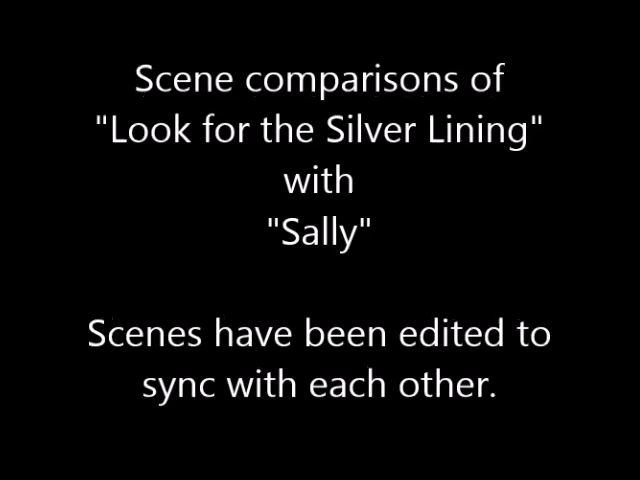 Scene comparisons of
"Look for the Silver Lining"
with
"Sally"
Scenes have been edited to
sync with each other.